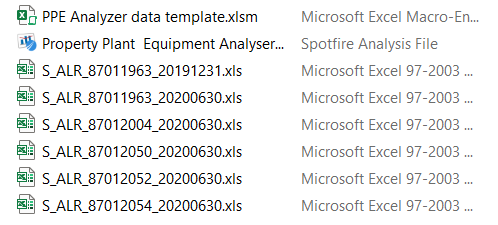 PPE Analyzer data template.xlsm Microsoft Excel Macro-En...
Property Plant  Equipment Analyser... Spotfire Analysis File
S_ALR_87011963_20191231.xls Microsoft Excel 97-2003 ...
S_ALR_87011963_20200630.xls Microsoft Excel 97-2003 ...
S_ALR_87012004_20200630.xls Microsoft Excel 97-2003 ...
S_ALR_87012050_20200630.xls Microsoft Excel 97-2003 ...
S_ALR_87012052_20200630.xls Microsoft Excel 97-2003 ...
S_ALR_87012054_20200630.xls Microsoft Excel 97-2003 ...